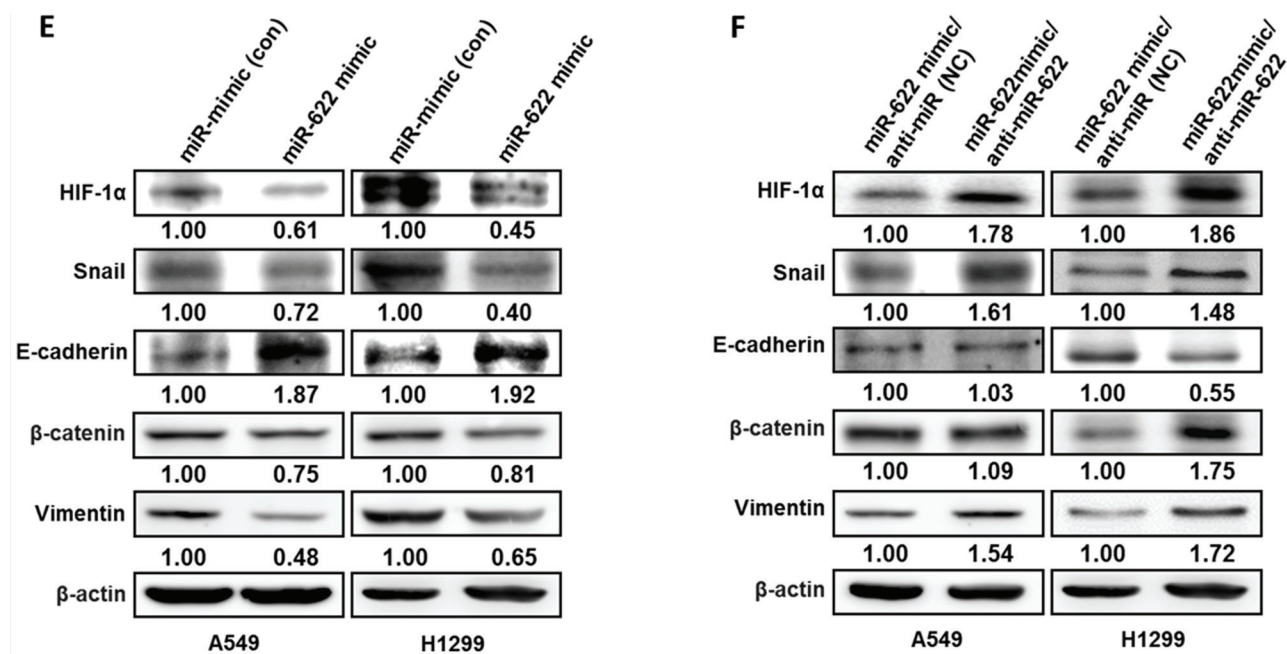 E
miR-mimic (con)
miR-622 mimic
miR-mimic (con)
miR-622 mimic
HIF-1α
1.00 0.61 1.00 0.45
Snail
1.00 0.72 1.00 0.40
E-cadherin
1.00 1.87 1.00 1.92
β-catenin
1.00 0.75 1.00 0.81
Vimentin
1.00 0.48 1.00 0.65
β-actin
A549 H1299
F
miR-622 mimic/
anti-miR (NC)
miR-622mimic/
anti-miR-622
miR-622 mimic/
anti-miR (NC)
miR-622mimic/
anti-miR-622
HIF-1α
1.00 1.78 1.00 1.86
Snail
1.00 1.61 1.00 1.48
E-cadherin
1.00 1.03 1.00 0.55
β-catenin
1.00 1.09 1.00 1.75
Vimentin
1.00 1.54 1.00 1.72
β-actin
A549 H1299